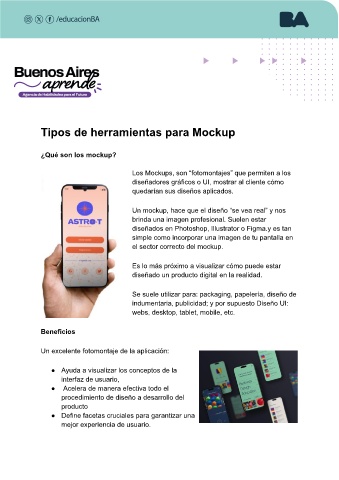 /educacionBA
BA
Buenos Aires
aprende
Agencia de Habilidades para el Futuro
Tipos de herramientas para Mockup
¿Qué son los mockup?
Los Mockups, son “fotomontajes” que permiten a los
diseñadores gráficos o UI, mostrar al cliente cómo
quedarían sus diseños aplicados.
Un mockup, hace que el diseño “se vea real” y nos
brinda una imagen profesional. Suelen estar
diseñados en Photoshop, Illustrator o Figma,y es tan
simple como incorporar una imagen de tu pantalla en
el sector correcto del mockup.
ASTROT
Es lo más próximo a visualizar cómo puede estar
diseñado un producto digital en la realidad.
Se suele utilizar para: packaging, papelería, diseño de
indumentaria, publicidad; y por supuesto Diseño UI:
webs, desktop, tablet, mobile, etc.
Beneficios
Un excelente fotomontaje de la aplicación:
● Ayuda a visualizar los conceptos de la
interfaz de usuario,
● Acelera de manera efectiva todo el
procedimiento de diseño a desarrollo del
producto
● Define facetas cruciales para garantizar una
mejor experiencia de usuario.